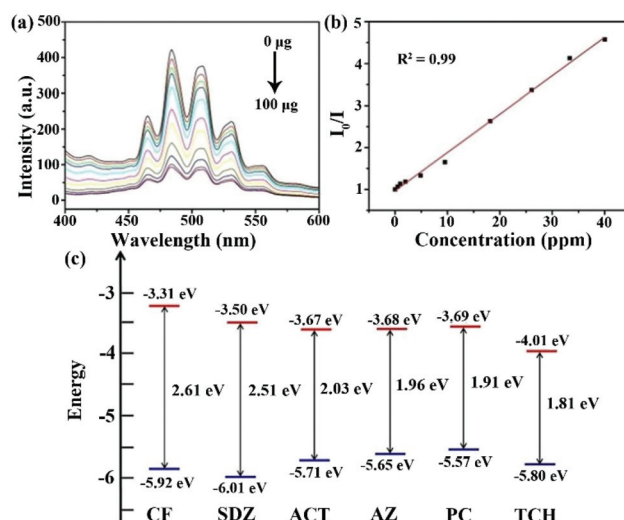 (a)
500
400
300
200
100
0
Intensity (a.u.)
0 μg
100 μg
400 450 500 550 600
Wavelength (nm)
(b)
6
5
4
3
2
1
0
I0/I
R² = 0.99
0 10 20 30 40
Concentration (ppm)
(c)
Energy
-3
-4
-5
-6
-3.31 eV
-3.50 eV
-3.67 eV
-3.68 eV
-3.69 eV
-4.01 eV
2.61 eV
2.51 eV
2.03 eV
1.96 eV
1.91 eV
1.81 eV
-5.92 eV
-6.01 eV
-5.71 eV
-5.65 eV
-5.57 eV
-5.80 eV
CF SDZ ACT AZ PC TCH